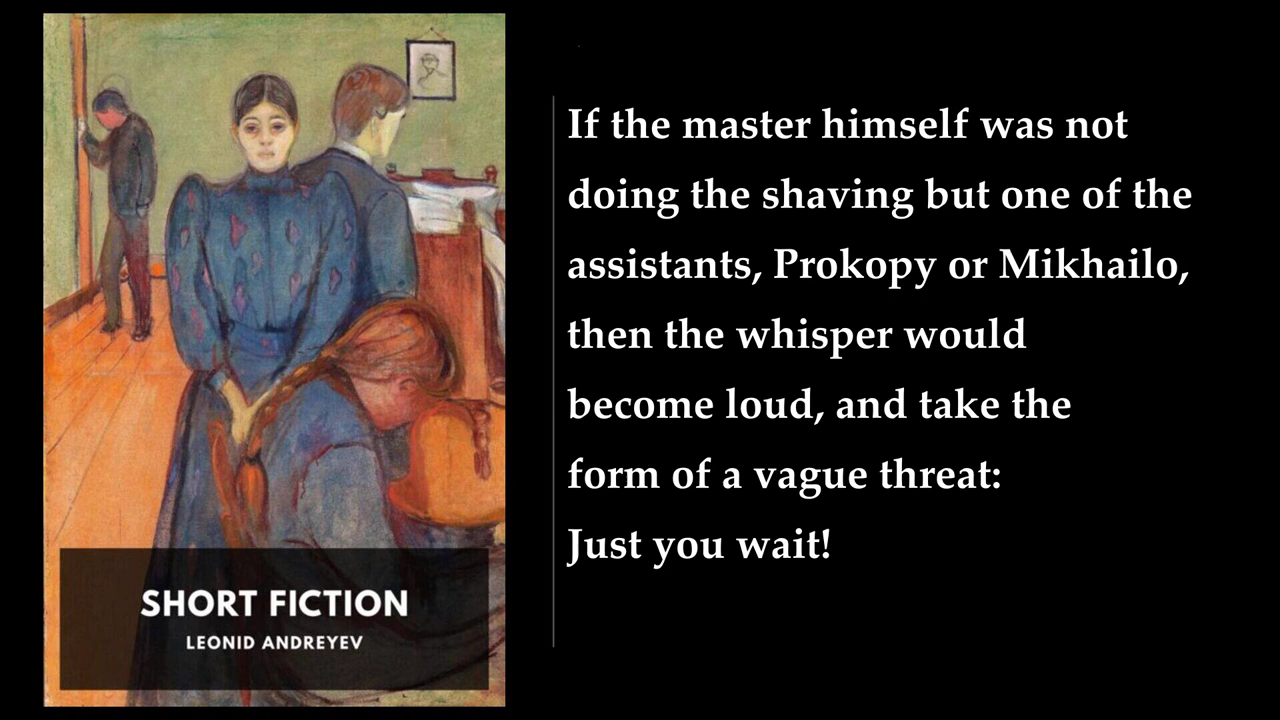 If the master himself was not
doing the shaving but one of the
assistants, Prokopy or Mikhailo,
then the whisper would
become loud, and take the
form of a vague threat:
Just you wait!
SHORT FICTION
LEONID ANDREYEV